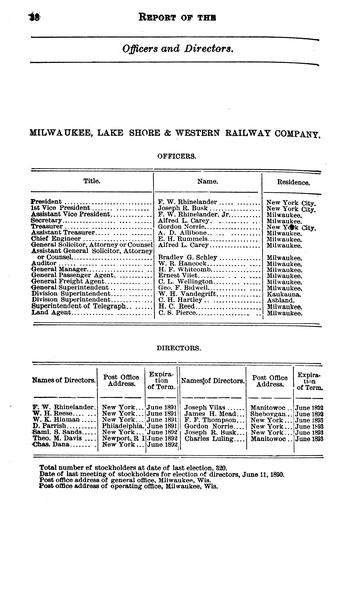 38 REPORT OF THE
Officers and Directors.
MILWAUKEE, LAKE SHORE & WESTERN RAILWAY COMPANY.
OFFICERS.
Title. Name. Residence.
President F. W. Rhinelander New York City.
1st Vice President Joseph R. Busk New York City.
Assistant Vice President F. W. Rhinelander, Jr. Milwaukee.
Secretary Alfred L. Carey Milwaukee.
Treasurer Gordon Norrie New York City.
Assistant Treasurer A. D. Allibone Milwaukee.
Chief Engineer E. H. Rummels Milwaukee.
General Solicitor, Attorney or Counsel Alfred L. Carey Milwaukee.
Assistant General Solicitor, Attorney
or Counsel Bradley G. Schley Milwaukee.
Auditor W. R. Hancock Milwaukee.
General Manager H. F. Whitcomb Milwaukee.
General Passenger Agent Ernest Vliet Milwaukee.
General Freight Agent C. L. Wellington Milwaukee.
General Superintendent Geo. F. Bidwell Milwaukee.
Division Superintendent W. H. Vandegrift Kaukauna.
Division Superintendent C. H. Hartley Ashland.
Superintendent of Telegraph H. C. Reed Milwaukee.
Land Agent C. S. Pierce Milwaukee.
DIRECTORS.
Names of Directors. Post Office Address. Expiration of Term. Names of Directors. Post Office Address. Expiration of Term.
F. W. Rhinelander. New York June 1891 Joseph Vilas Manitowoc June 1892
W. H. Reese New York June 1891 James H. Mead Sheboygan June 1892
W. K. Hinman New York June 1891 F. F. Thompson New York June 1893
D. Parrish Philadelphia June 1891 Gordon Norrie New York June 1893
Saml. S. Sands New York June 1892 Joseph R. Busk New York June 1893
Theo. M. Davis Newport, R. I June 1892 Charles Luling Manitowoc June 1893
Chas. Dana New York June 1892
Total number of stockholders at date of last election, 320.
Date of last meeting of stockholders for election of directors, June 11, 1890.
Post office address of general office, Milwaukee, Wis.
Post office address of operating office, Milwaukee, Wis.